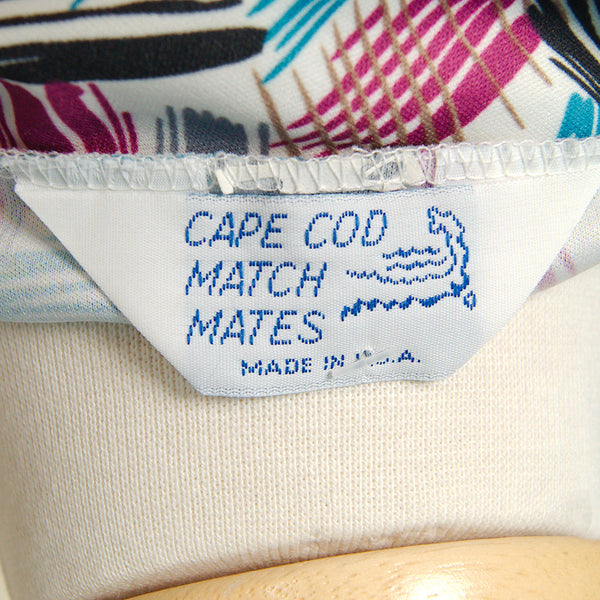 CAPE COD
MATCH
MATES
MADE IN U.S.A.